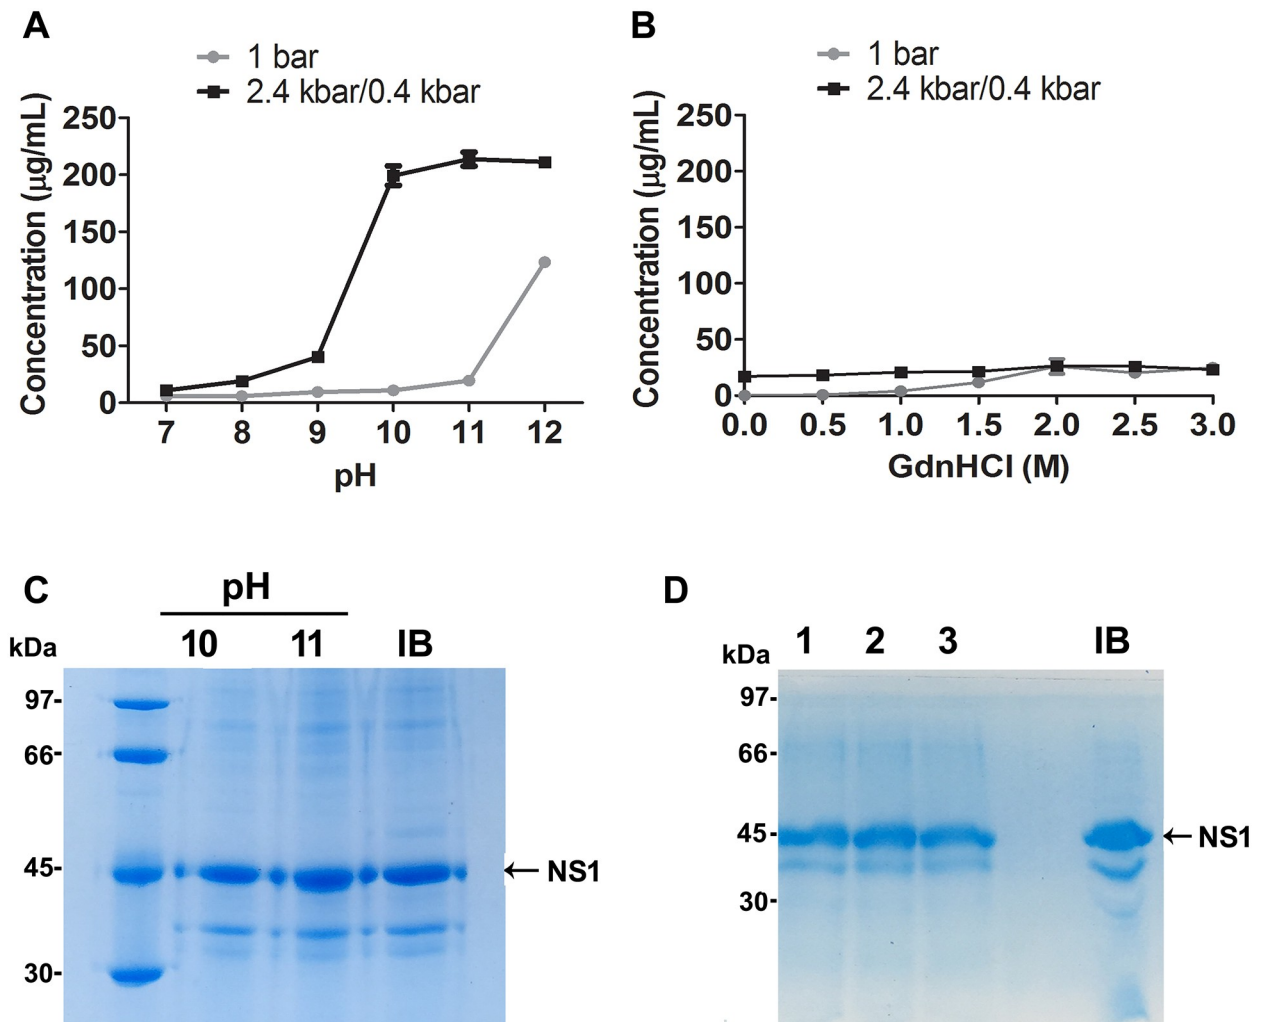 A
1 bar
2.4 kbar/0.4 kbar
Concentration (μg/mL)
250
200
150
100
50
0
7 8 9 10 11 12
pH
B
1 bar
2.4 kbar/0.4 kbar
Concentration (μg/mL)
250
200
150
100
50
0
0.0 0.5 1.0 1.5 2.0 2.5 3.0
GdnHCl (M)
C
pH
kDa 10 11 IB
97-
66-
45-
30-
← NS1
D
kDa 1 2 3 IB
97-
66-
45-
30-
← NS1